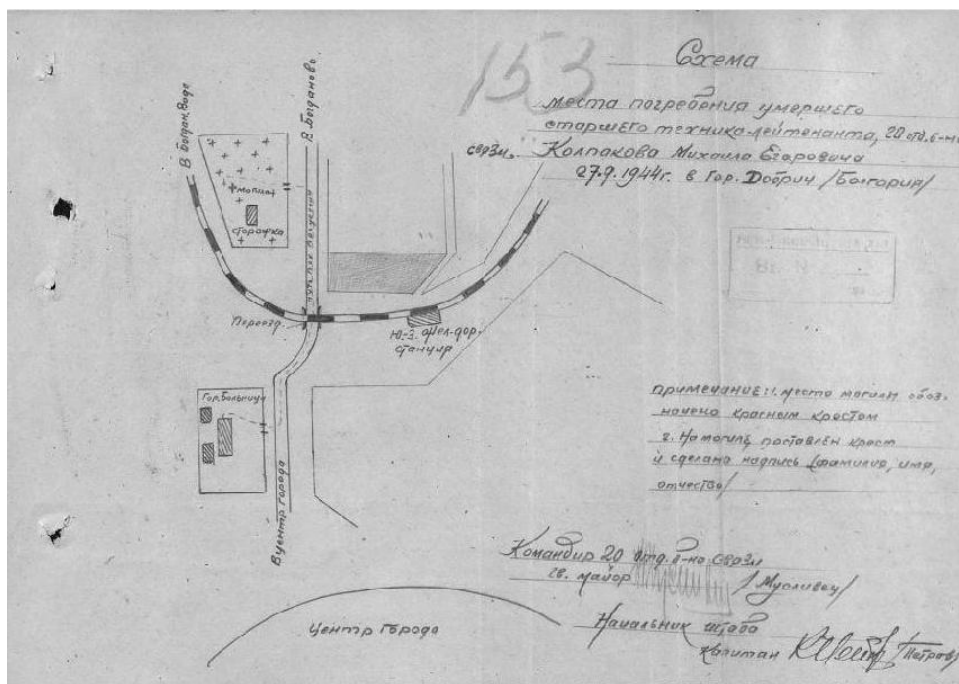 153
Схема
места погребения умершего
старшего техника-лейтенанта, 20 отд. б-на
связи. Колпакова Михаила Егоровича
27.9.1944г. в гор. Добрич /Болгария/
В. Богданово
могила
сторожка
Переезд
Ю-З. жел-дор.
станция
Гор. больница
В центр города
примечание: 1. место могилы обоз-
начено красным крестом
2. На могиле поставлен крест
и сделана надпись (фамилия, имя,
отчество/
Командир 20 отд. б-на связи
гв. майор
Начальник штаба
капитан /Петров/
Центр города